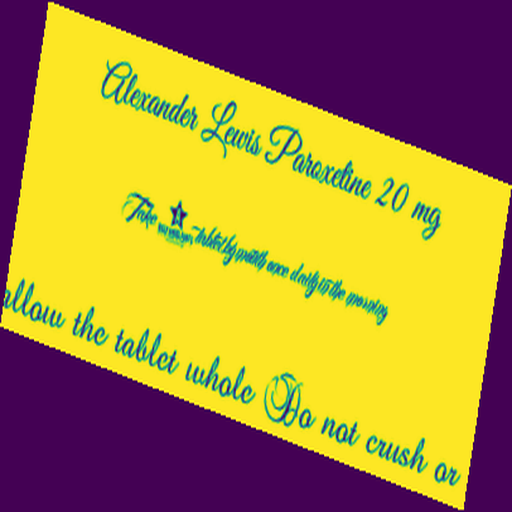 Alexander Lewis Paroxetine 20 mg
Take tablet by mouth once daily in the morning
the tablet whole Do not crush or